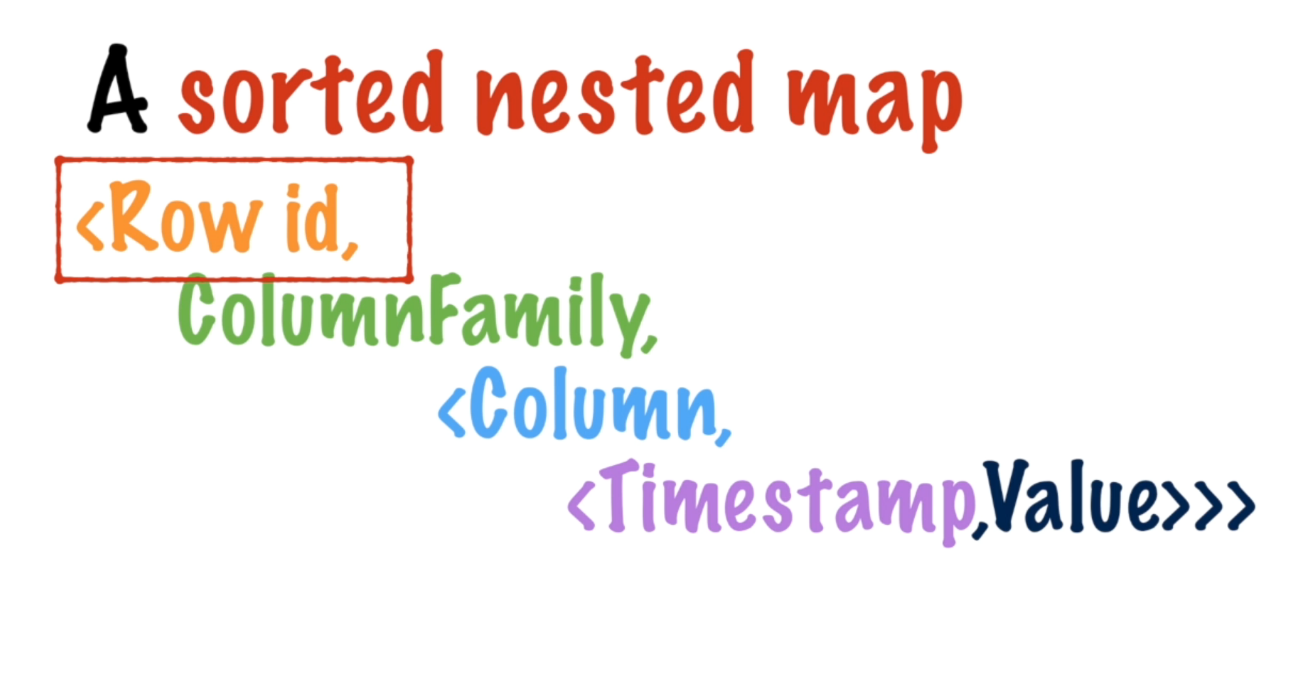 A sorted nested map
<Row id,
ColumnFamily,
<Column,
<Timestamp,Value>>>